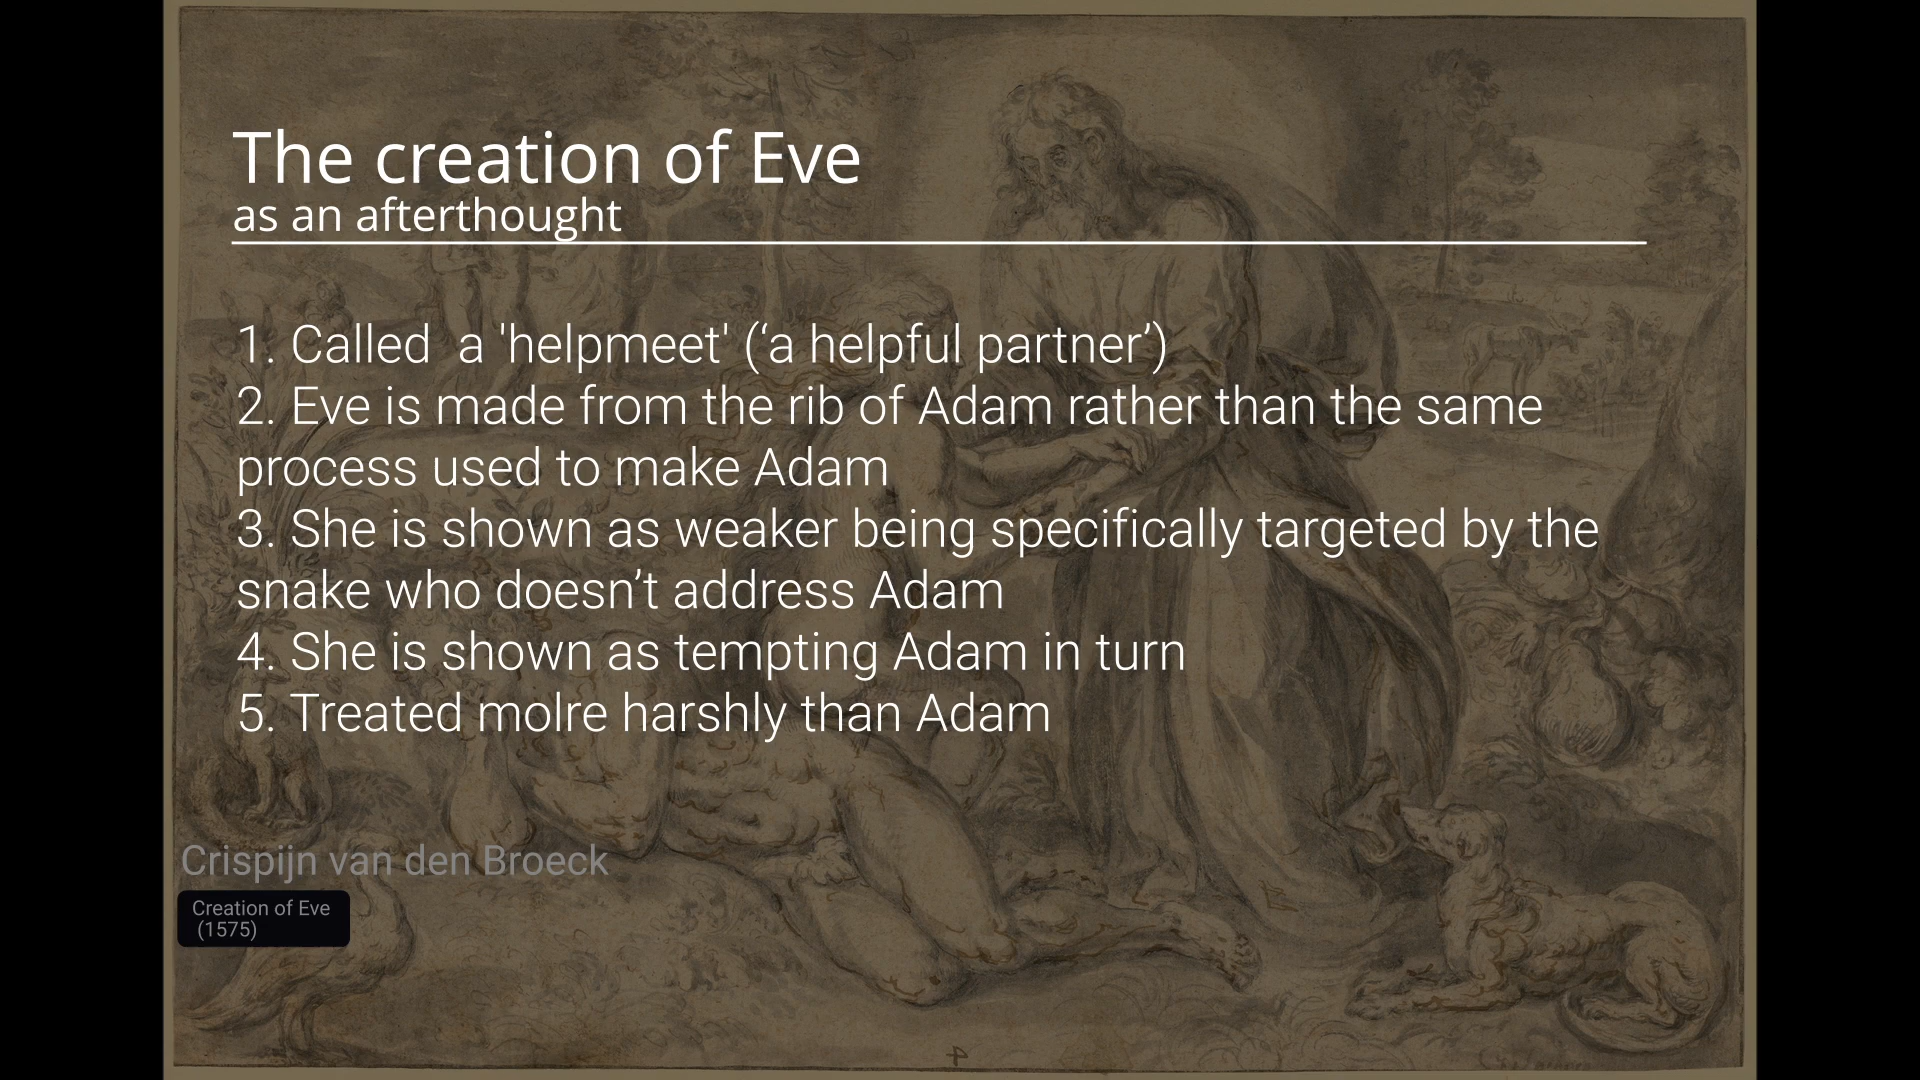 The creation of Eve
as an afterthought
1. Called  a 'helpmeet' (‘a helpful partner’)
2. Eve is made from the rib of Adam rather than the same
process used to make Adam
3. She is shown as weaker being specifically targeted by the
snake who doesn’t address Adam
4. She is shown as tempting Adam in turn
5. Treated molre harshly than Adam
Crispijn van den Broeck
Creation of Eve
(1575)